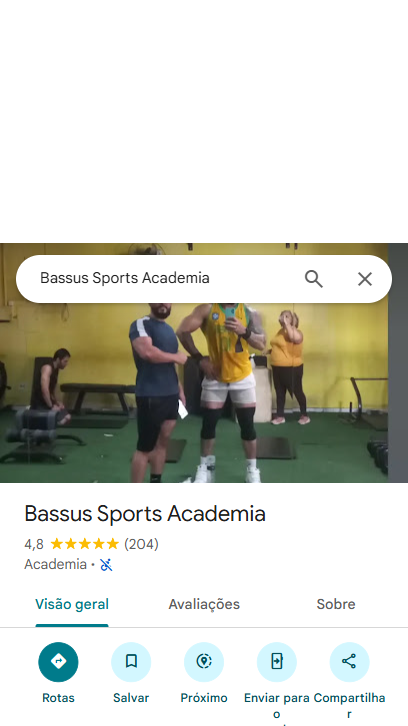 Bassus Sports Academia
Bassus Sports Academia
4,8 (204)
Academia ·
Visão geral Avaliações Sobre
Rotas Salvar Próximo Enviar para o Compartilhar